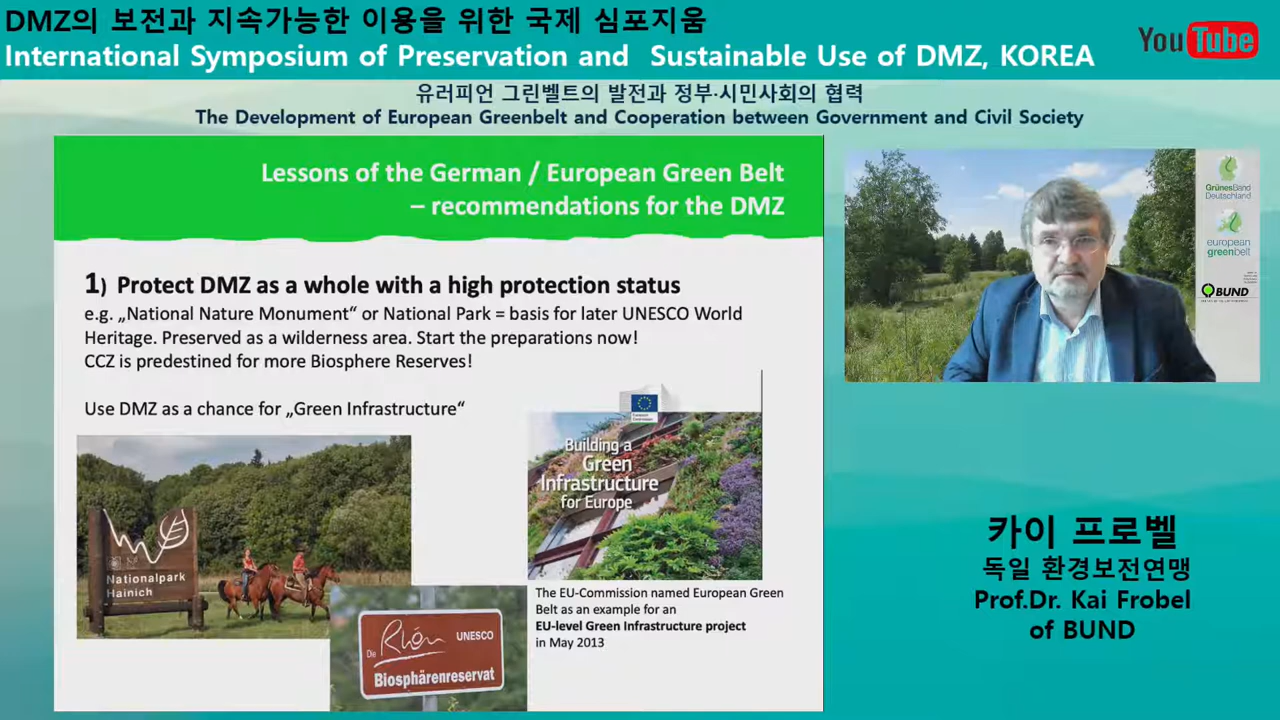 DMZ의 보전과 지속가능한 이용을 위한 국제 심포지움
International Symposium of Preservation and Sustainable Use of DMZ, KOREA
YouTube
유러피언 그린벨트의 발전과 정부·시민사회의 협력
The Development of European Greenbelt and Cooperation between Government and Civil Society
Lessons of the German / European Green Belt
– recommendations for the DMZ
1) Protect DMZ as a whole with a high protection status
e.g. „National Nature Monument“ or National Park = basis for later UNESCO World
Heritage. Preserved as a wilderness area. Start the preparations now!
CCZ is predestined for more Biosphere Reserves!
Use DMZ as a chance for „Green Infrastructure“
Nationalpark
Hainich
De Rhön UNESCO
Biosphärenreservat
Building a
Green
Infrastructure
for Europe
The EU-Commission named European Green
Belt as an example for an
EU-level Green Infrastructure project
in May 2013
GrünesBand
Deutschland
european
greenbelt
BUND
카이 프로벨
독일 환경보전연맹
Prof.Dr. Kai Frobel
of BUND